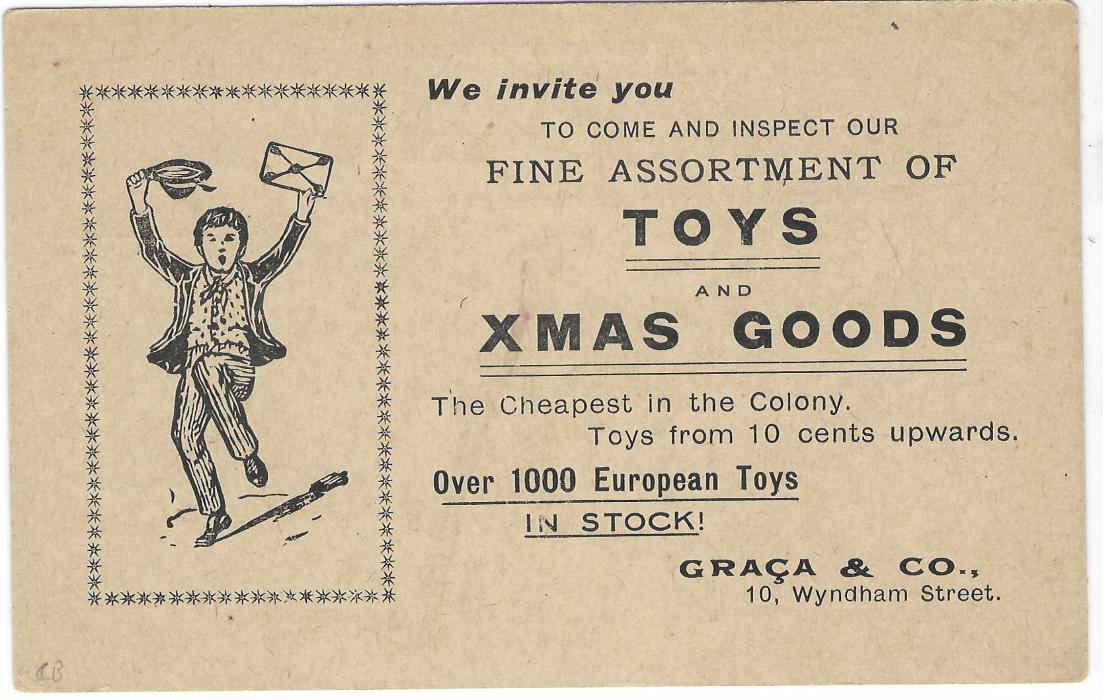 We invite you
TO COME AND INSPECT OUR
FINE ASSORTMENT OF
TOYS
AND
XMAS GOODS
The Cheapest in the Colony.
Toys from 10 cents upwards.
Over 1000 European Toys
IN STOCK!
GRAÇA & CO.,
10, Wyndham Street.